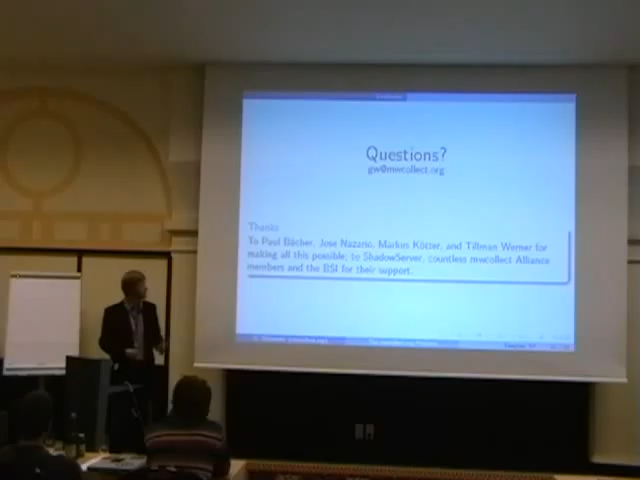 Questions?
gw@mwcollect.org
Thanks
To Paul Bächer, Jose Nazario, Markus Kötter, and Tillman Werner for
making all this possible; to ShadowServer, countless mwcollect Alliance
members and the BSI for their support.